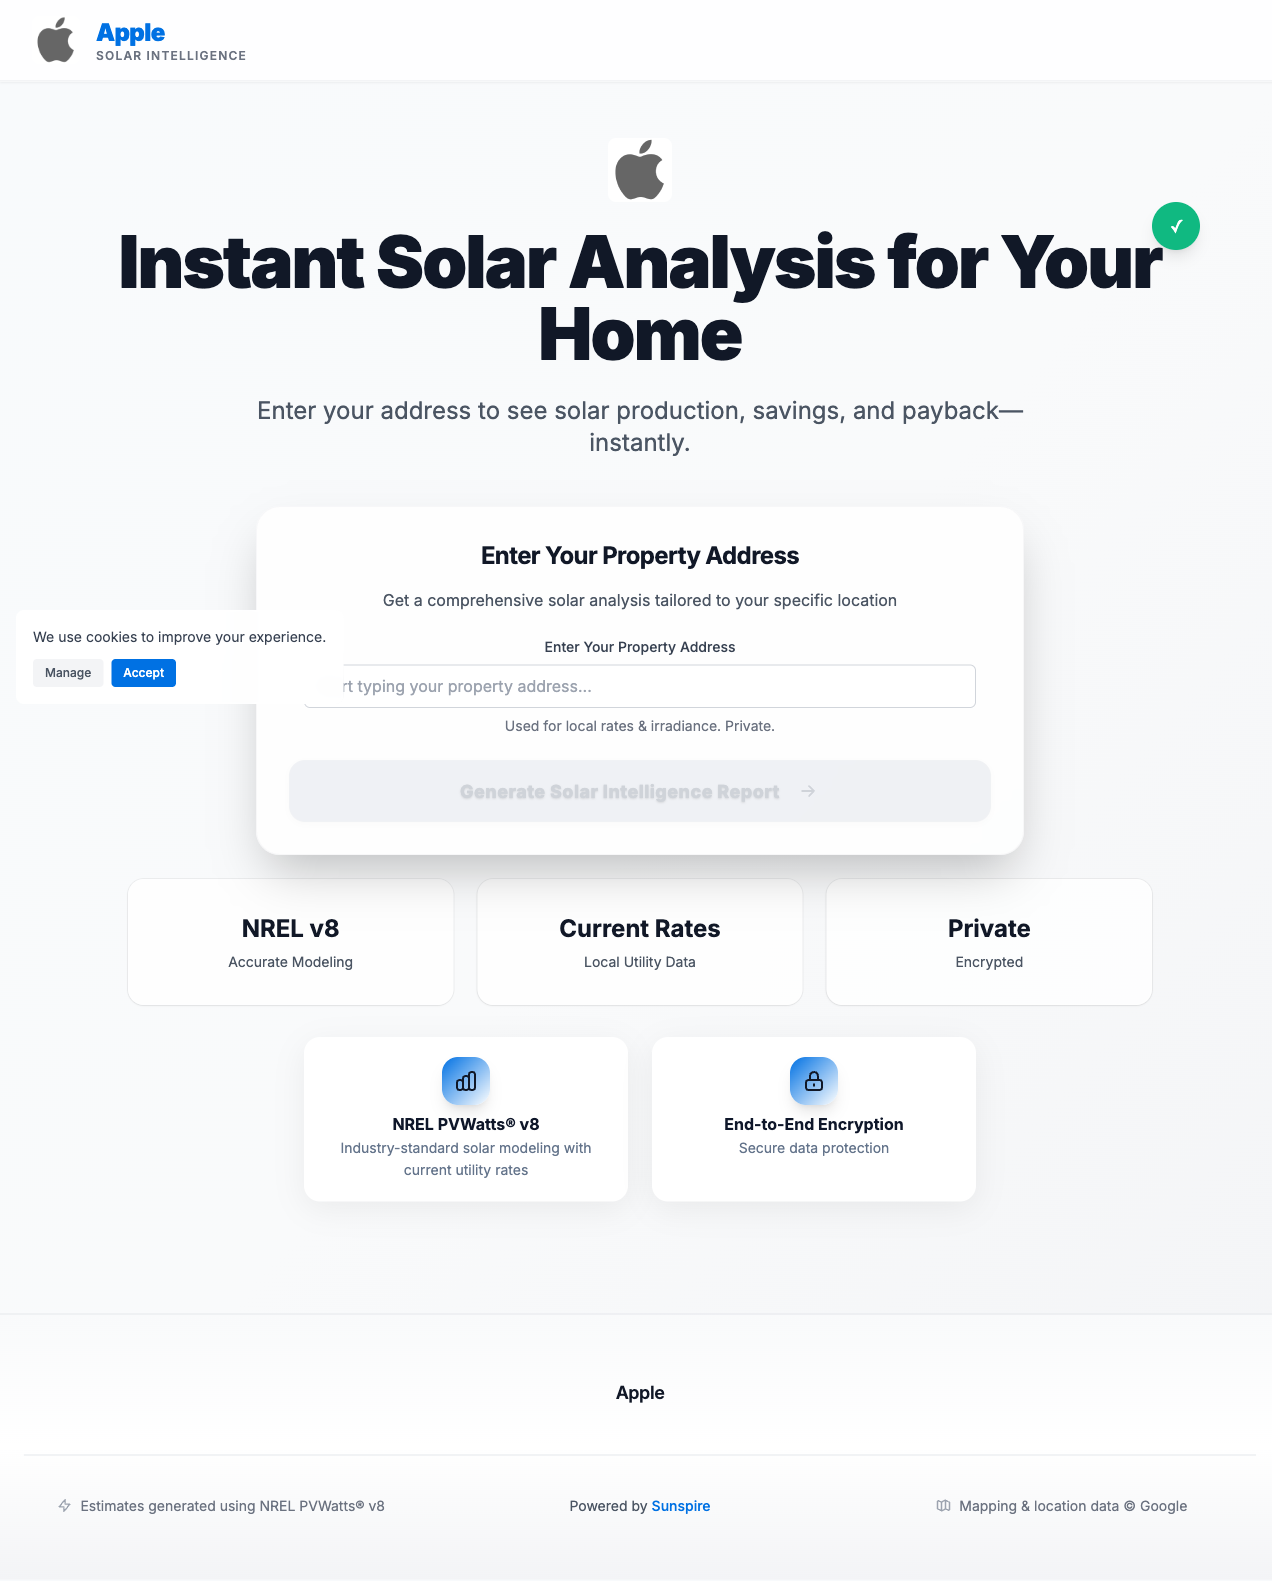 Apple
SOLAR INTELLIGENCE
Instant Solar Analysis for Your
Home
Enter your address to see solar production, savings, and payback—
instantly.
Enter Your Property Address
Get a comprehensive solar analysis tailored to your specific location
We use cookies to improve your experience.
Manage
Accept
Enter Your Property Address
rt typing your property address...
Used for local rates & irradiance. Private.
Generate Solar Intelligence Report →
NREL v8
Accurate Modeling
Current Rates
Local Utility Data
Private
Encrypted
NREL PVWatts® v8
Industry-standard solar modeling with
current utility rates
End-to-End Encryption
Secure data protection
Apple
Estimates generated using NREL PVWatts® v8
Powered by Sunspire
Mapping & location data © Google